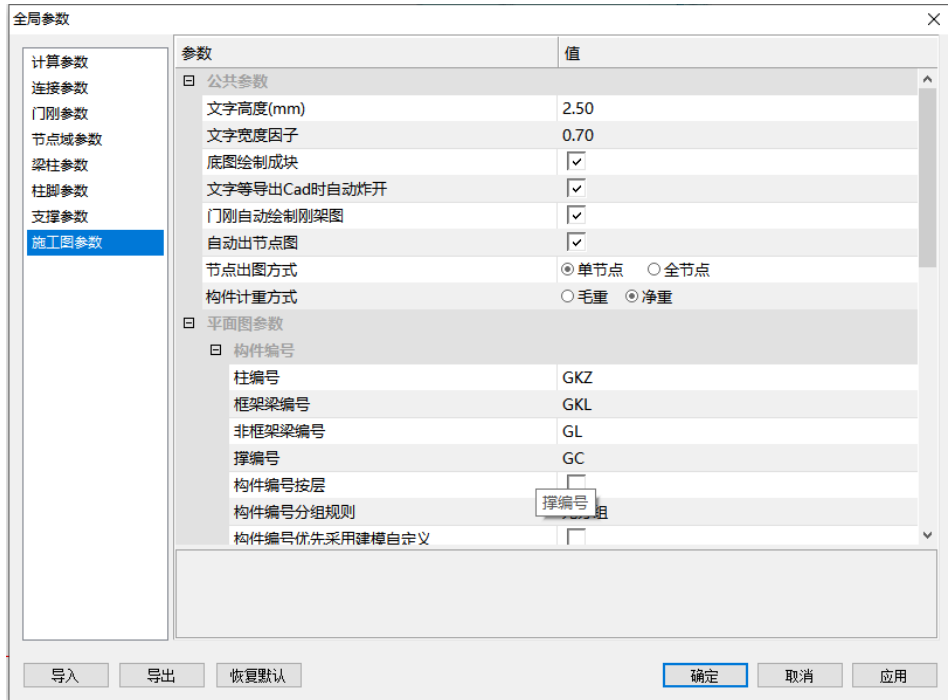 全局参数
计算参数
连接参数
门刚参数
节点域参数
梁柱参数
柱脚参数
支撑参数
施工图参数
参数 值
公共参数
文字高度(mm) 2.50
文字宽度因子 0.70
底图绘制成块
文字等导出Cad时自动炸开
门刚自动绘制刚架图
自动出节点图
节点出图方式 单节点 全节点
构件计重方式 毛重 净重
平面图参数
构件编号
柱编号 GKZ
框架梁编号 GKL
非框架梁编号 GL
撑编号 GC
构件编号按层
撑编号
构件编号分组规则 组
构件编号优先采用建模自定义
导入 导出 恢复默认 确定 取消 应用